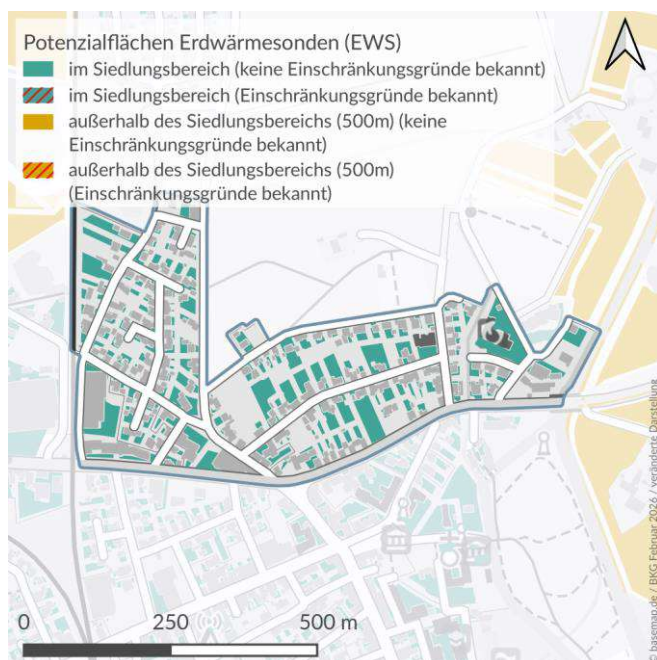 Potenzialflächen Erdwärmesonden (EWS)
im Siedlungsbereich (keine Einschränkungsgründe bekannt)
im Siedlungsbereich (Einschränkungsgründe bekannt)
außerhalb des Siedlungsbereichs (500m) (keine
Einschränkungsgründe bekannt)
außerhalb des Siedlungsbereichs (500m)
(Einschränkungsgründe bekannt)
© basemap.de / BKG Februar 2026 / veränderte Darstellung
0 250 500 m